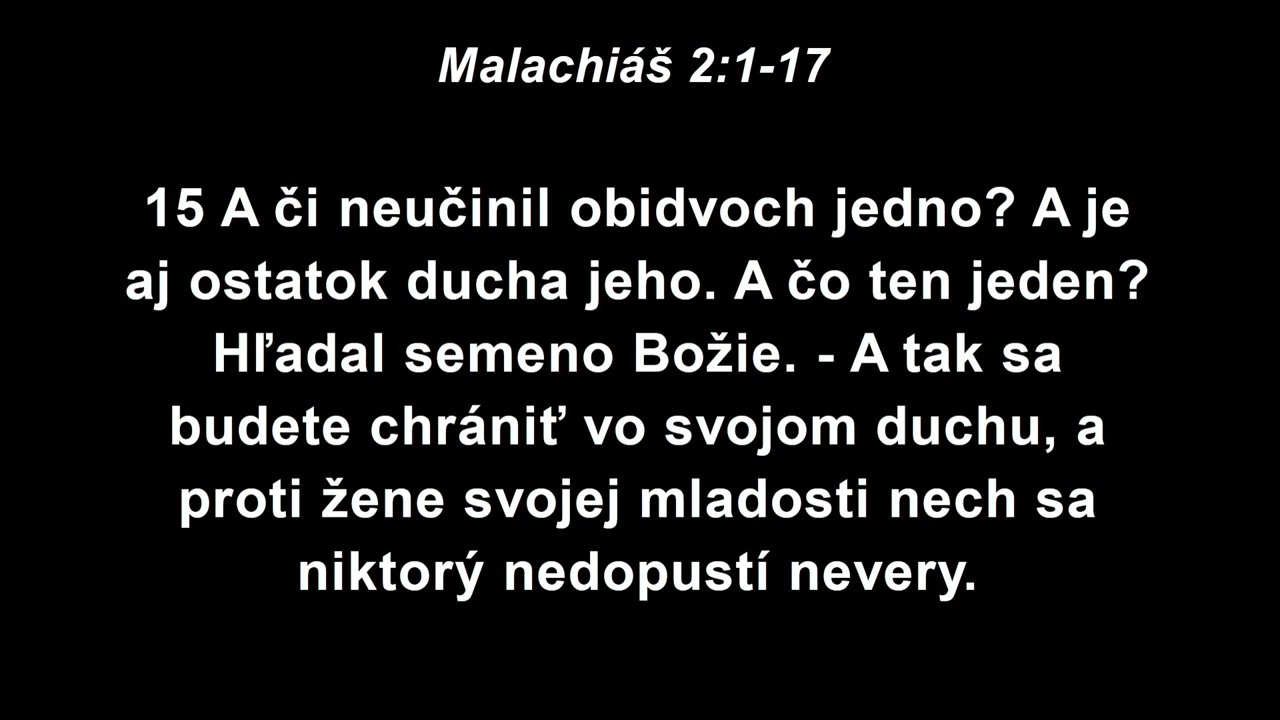 Malachiáš 2:1-17
15 A či neučinil obidvoch jedno? A je
aj ostatok ducha jeho. A čo ten jeden?
Hľadal semeno Božie. - A tak sa
budete chrániť vo svojom duchu, a
proti žene svojej mladosti nech sa
niktorý nedopustí nevery.